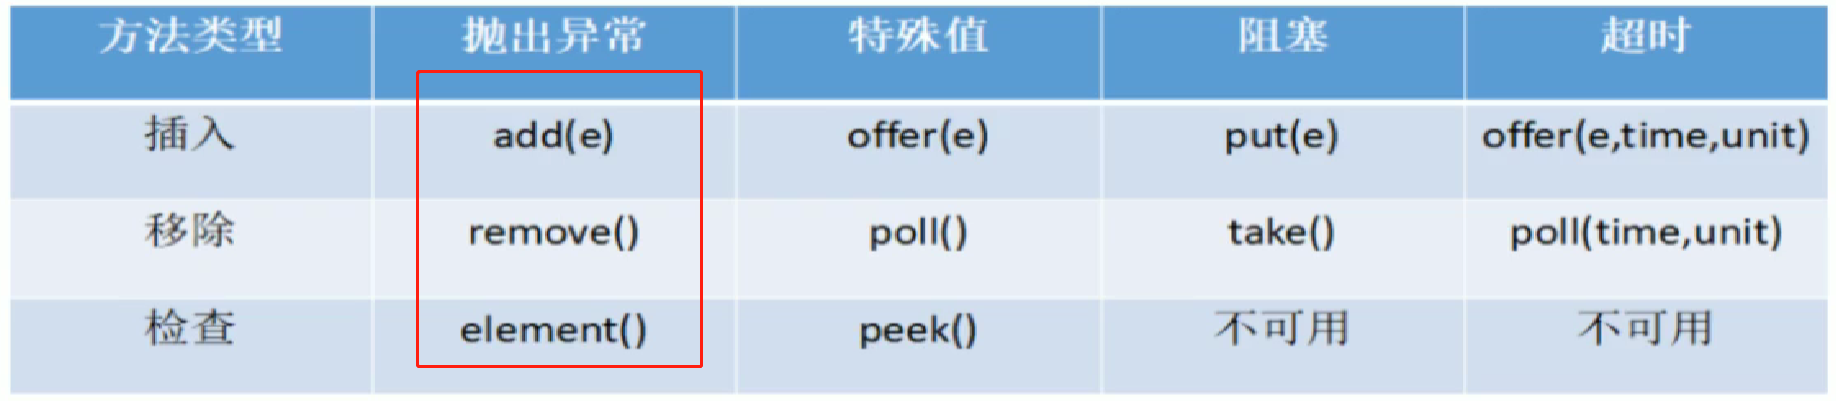 方法类型 抛出异常 特殊值 阻塞 超时
插入 add(e) offer(e) put(e) offer(e,time,unit)
移除 remove() poll() take() poll(time,unit)
检查 element() peek() 不可用 不可用